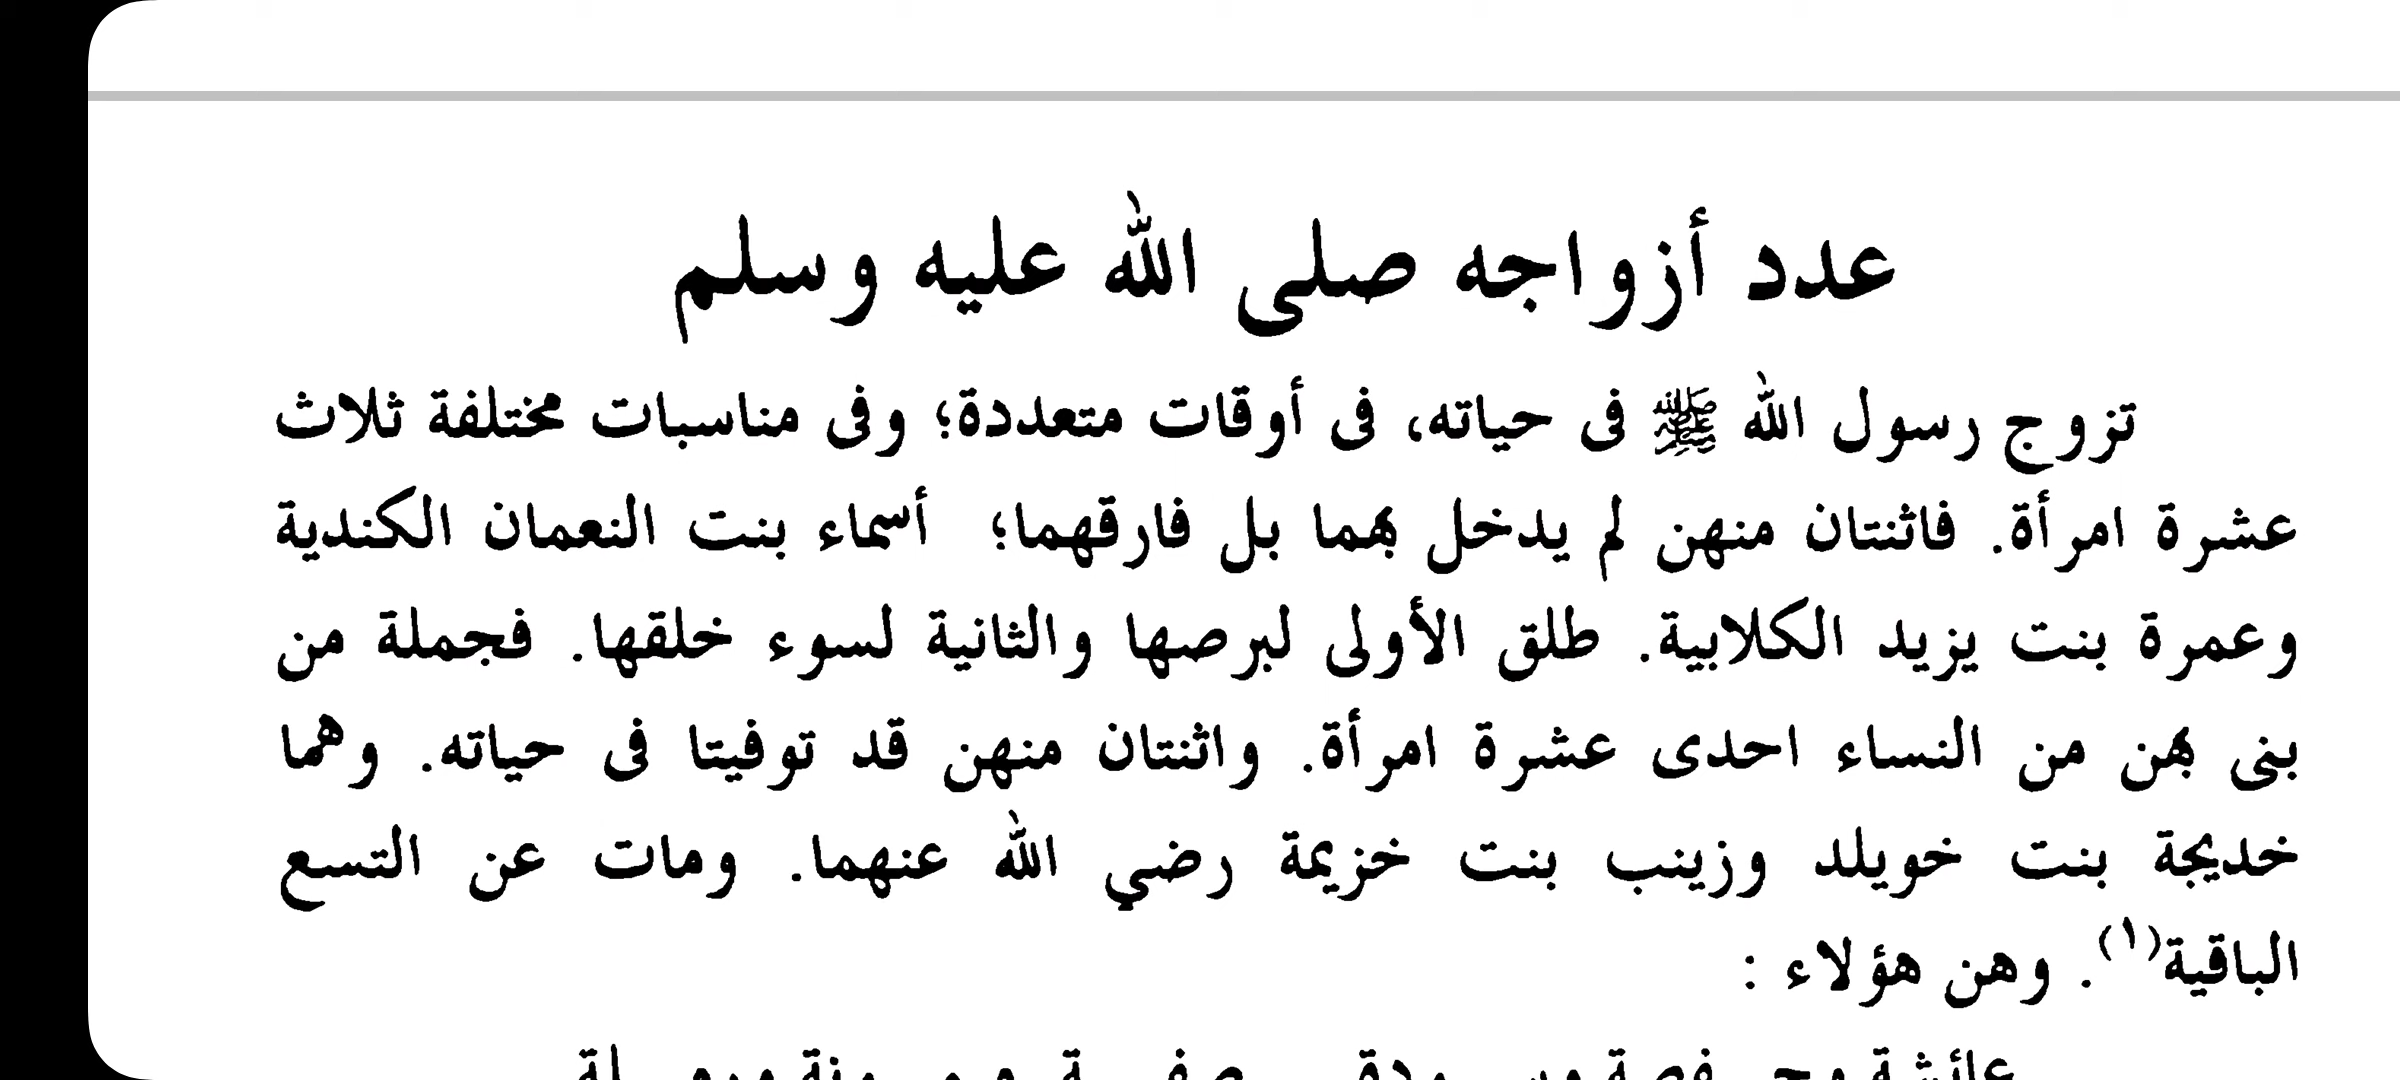 عدد أزواجه صلى الله عليه وسلم
تزوج رسول الله ﷺ فى حياته، فى أوقات متعددة؛ وفى مناسبات مختلفة ثلاث
عشرة امرأة. فاثنتان منهن لم يدخل بهما بل فارقهما؛ أسماء بنت النعمان الكندية
وعمرة بنت يزيد الكلابية. طلق الأولى لبرصها والثانية لسوء خلقها. فجملة من
بنى بهن من النساء احدى عشرة امرأة. واثنتان منهن قد توفيتا فى حياته. وهما
خديجة بنت خويلد وزينب بنت خزيمة رضي الله عنهما. ومات عن التسع
الباقية(١). وهن هؤلاء :
عائشة